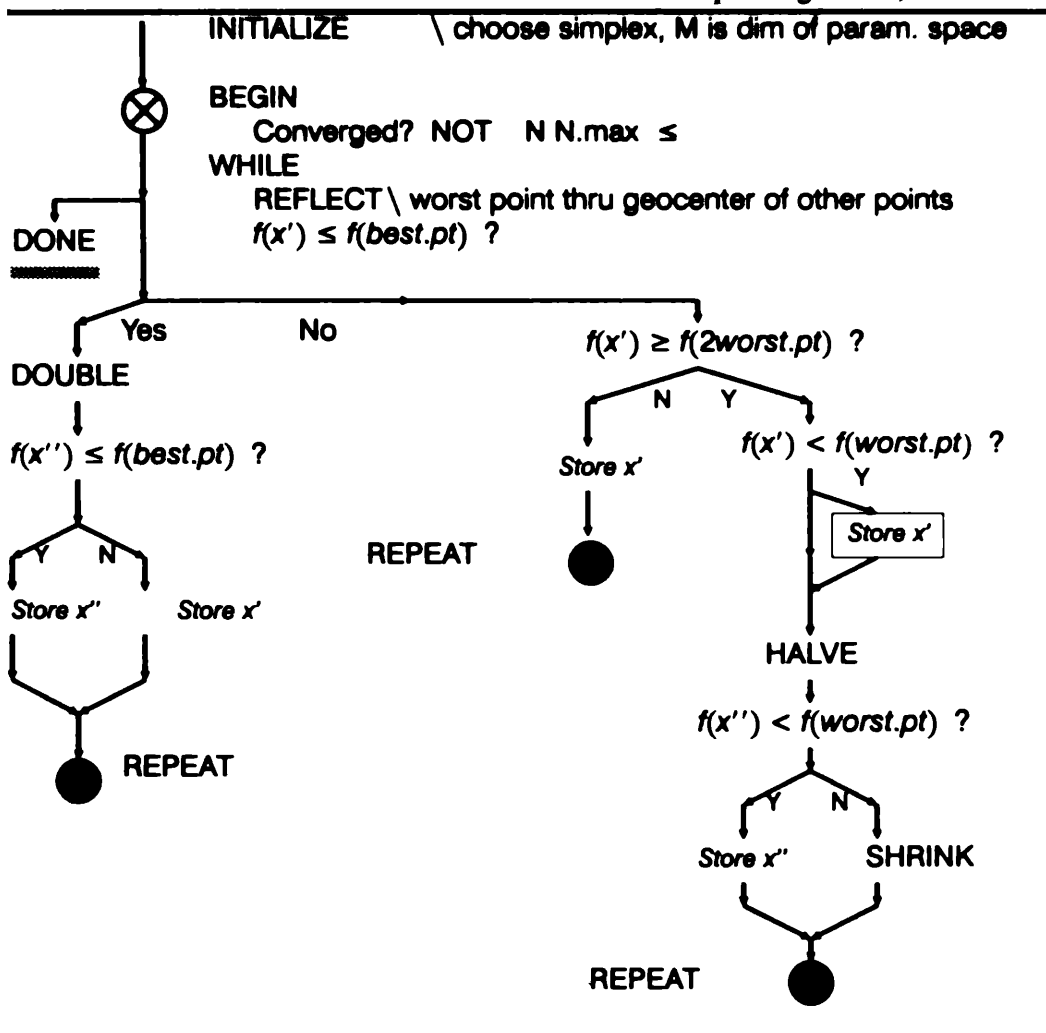 INITIALIZE \ choose simplex, M is dim of param. space
BEGIN
Converged? NOT N N.max ≤
WHILE
REFLECT \ worst point thru geocenter of other points
f(x') ≤ f(best.pt) ?
DONE
Yes No
DOUBLE
f(x'') ≤ f(best.pt) ?
Y N
Store x'' Store x'
REPEAT
f(x') ≥ f(2worst.pt) ?
N Y
Store x'
REPEAT
f(x') < f(worst.pt) ?
Y
Store x'
HALVE
f(x'') < f(worst.pt) ?
Y N
Store x'' SHRINK
REPEAT